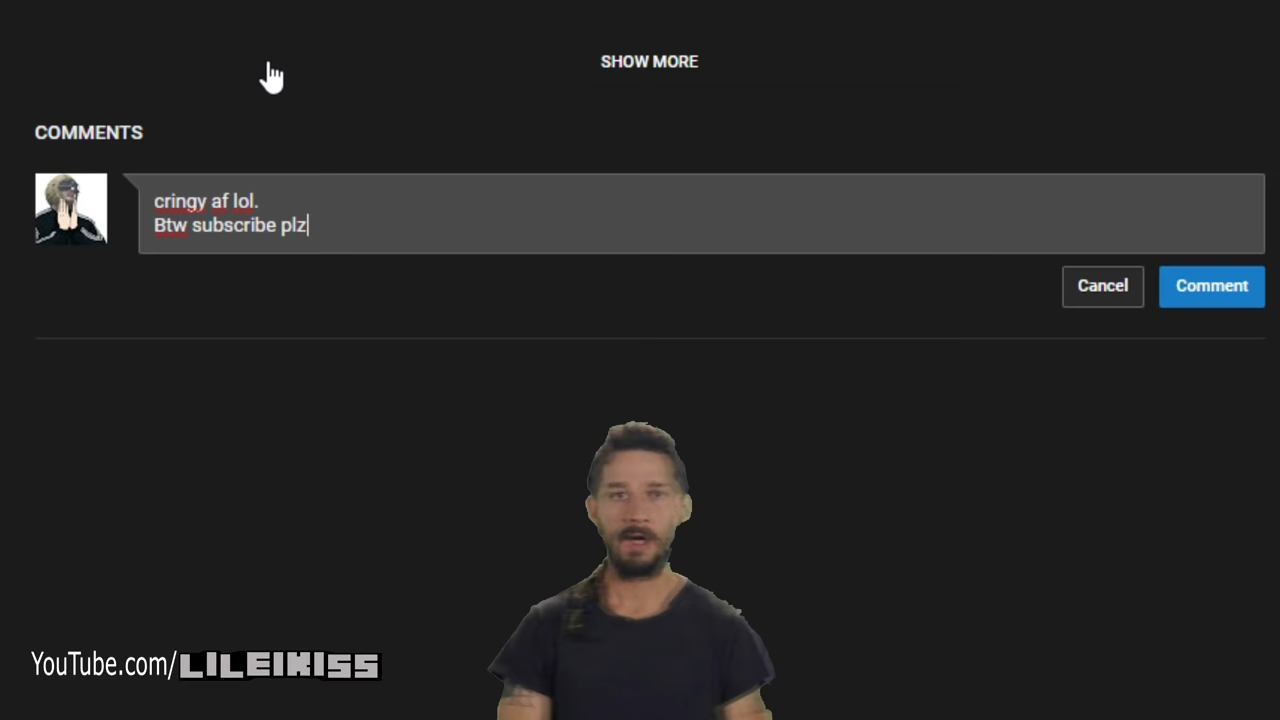 SHOW MORE
COMMENTS
cringy af lol.
Btw subscribe plz
Cancel
Comment
YouTube.com/LILEIKISS